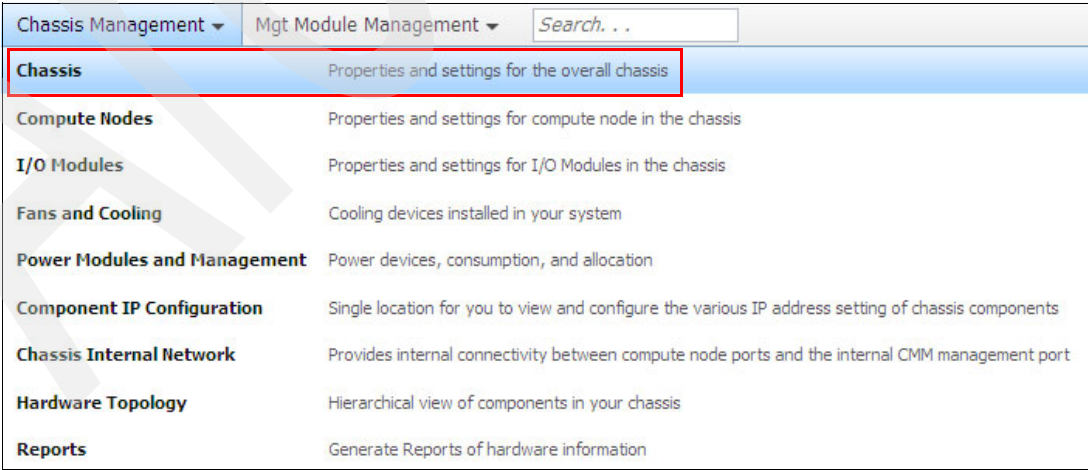 Chassis Management Mgt Module Management Search. . .
Chassis Properties and settings for the overall chassis
Compute Nodes Properties and settings for compute node in the chassis
I/O Modules Properties and settings for I/O Modules in the chassis
Fans and Cooling Cooling devices installed in your system
Power Modules and Management Power devices, consumption, and allocation
Component IP Configuration Single location for you to view and configure the various IP address setting of chassis components
Chassis Internal Network Provides internal connectivity between compute node ports and the internal CMM management port
Hardware Topology Hierarchical view of components in your chassis
Reports Generate Reports of hardware information